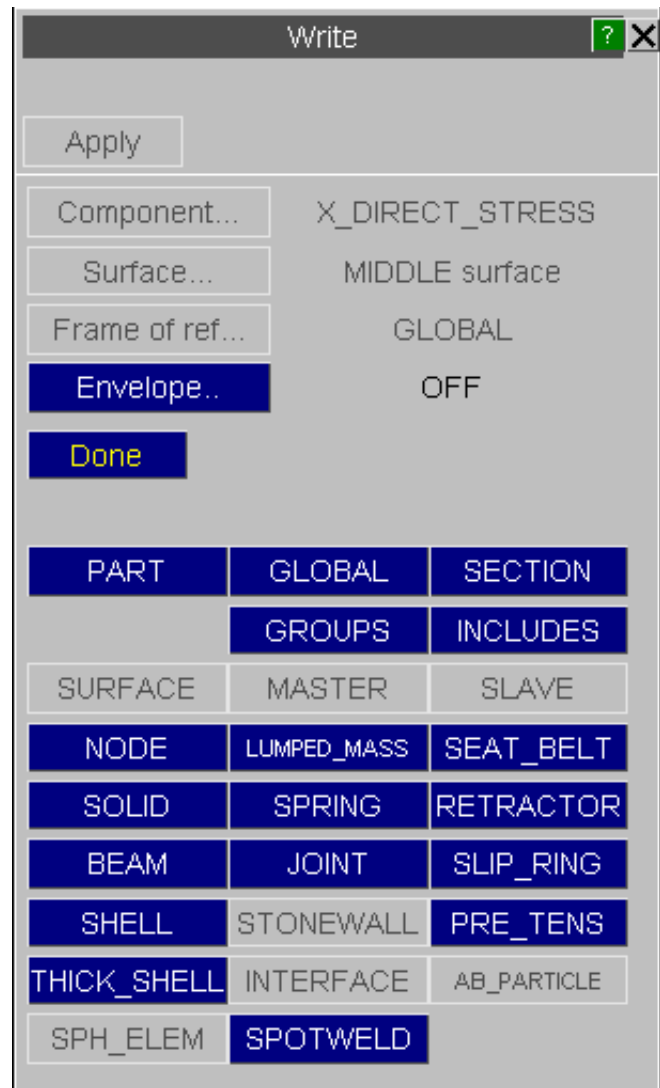 Write ? X
Apply
Component... X_DIRECT_STRESS
Surface... MIDDLE surface
Frame of ref... GLOBAL
Envelope.. OFF
Done
PART GLOBAL SECTION
GROUPS INCLUDES
SURFACE MASTER SLAVE
NODE LUMPED_MASS SEAT_BELT
SOLID SPRING RETRACTOR
BEAM JOINT SLIP_RING
SHELL STONEWALL PRE_TENS
THICK_SHELL INTERFACE AB_PARTICLE
SPH_ELEM SPOTWELD